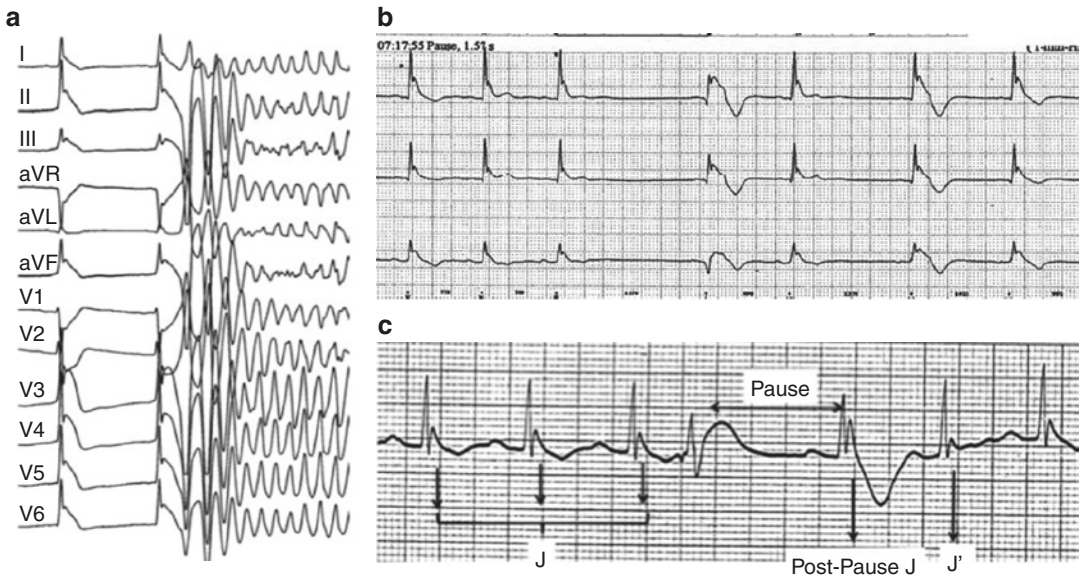 a
I
II
III
aVR
aVL
aVF
V1
V2
V3
V4
V5
V6
b
07:17:55 Pause, 1.57s
c
Pause
J
Post-Pause J
J’